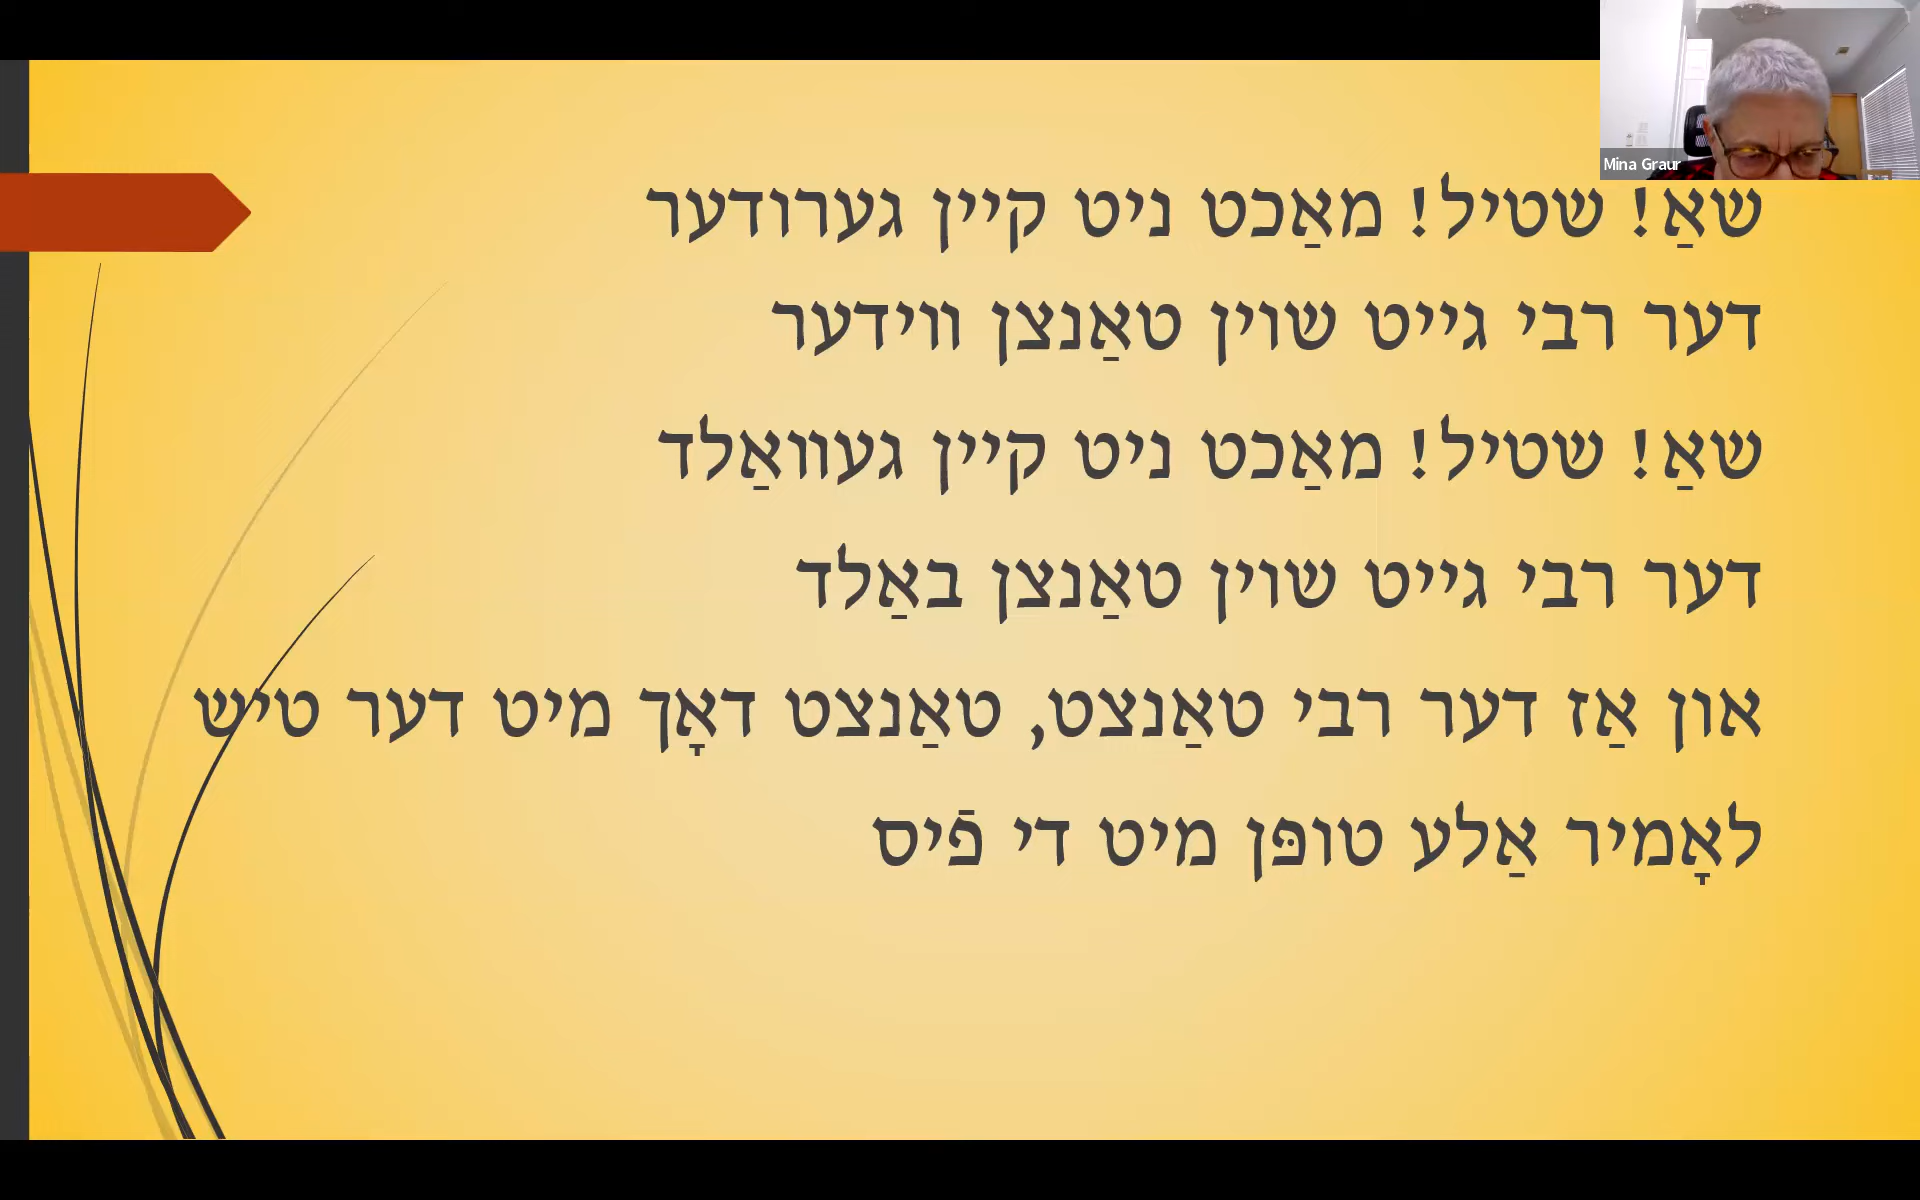 Mina Graur
שאַ! שטיל! מאַכט ניט קיין גערודער
דער רבי גייט שוין טאַנצן ווידער
שאַ! שטיל! מאַכט ניט קיין געוואַלד
דער רבי גייט שוין טאַנצן באַלד
און אַז דער רבי טאַנצט, טאַנצט דאָך מיט דער טיש
לאָמיר אַלע טופּן מיט די פֿיס